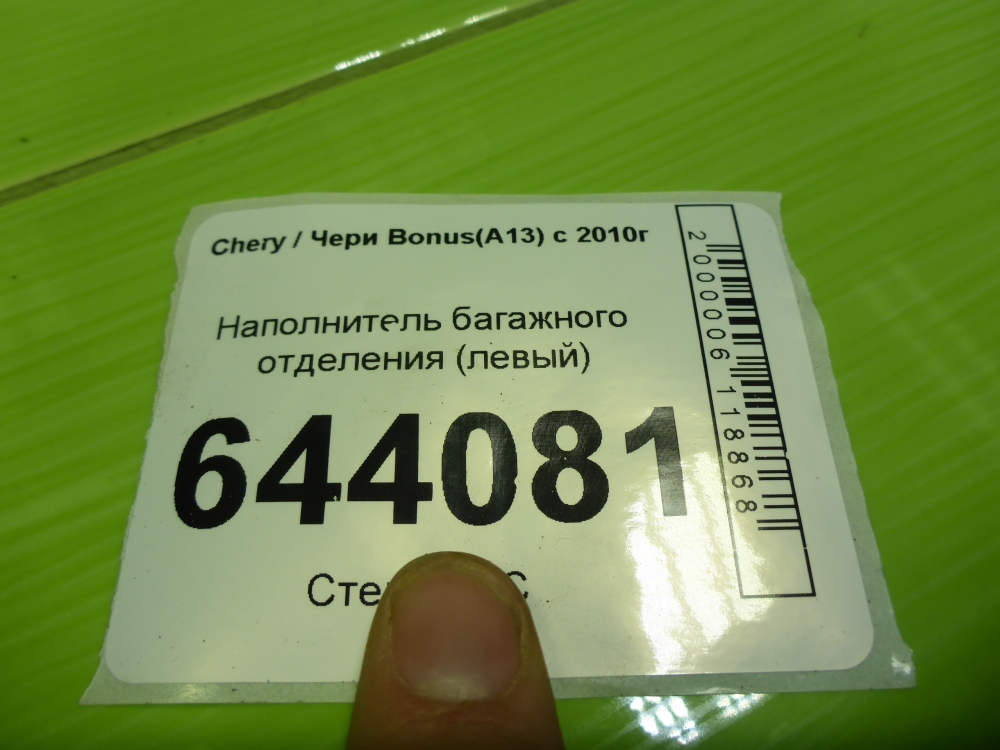 Chery / Чери Bonus(A13) с 2010г
Наполнитель багажного
отделения (левый)
644081
2000006118868